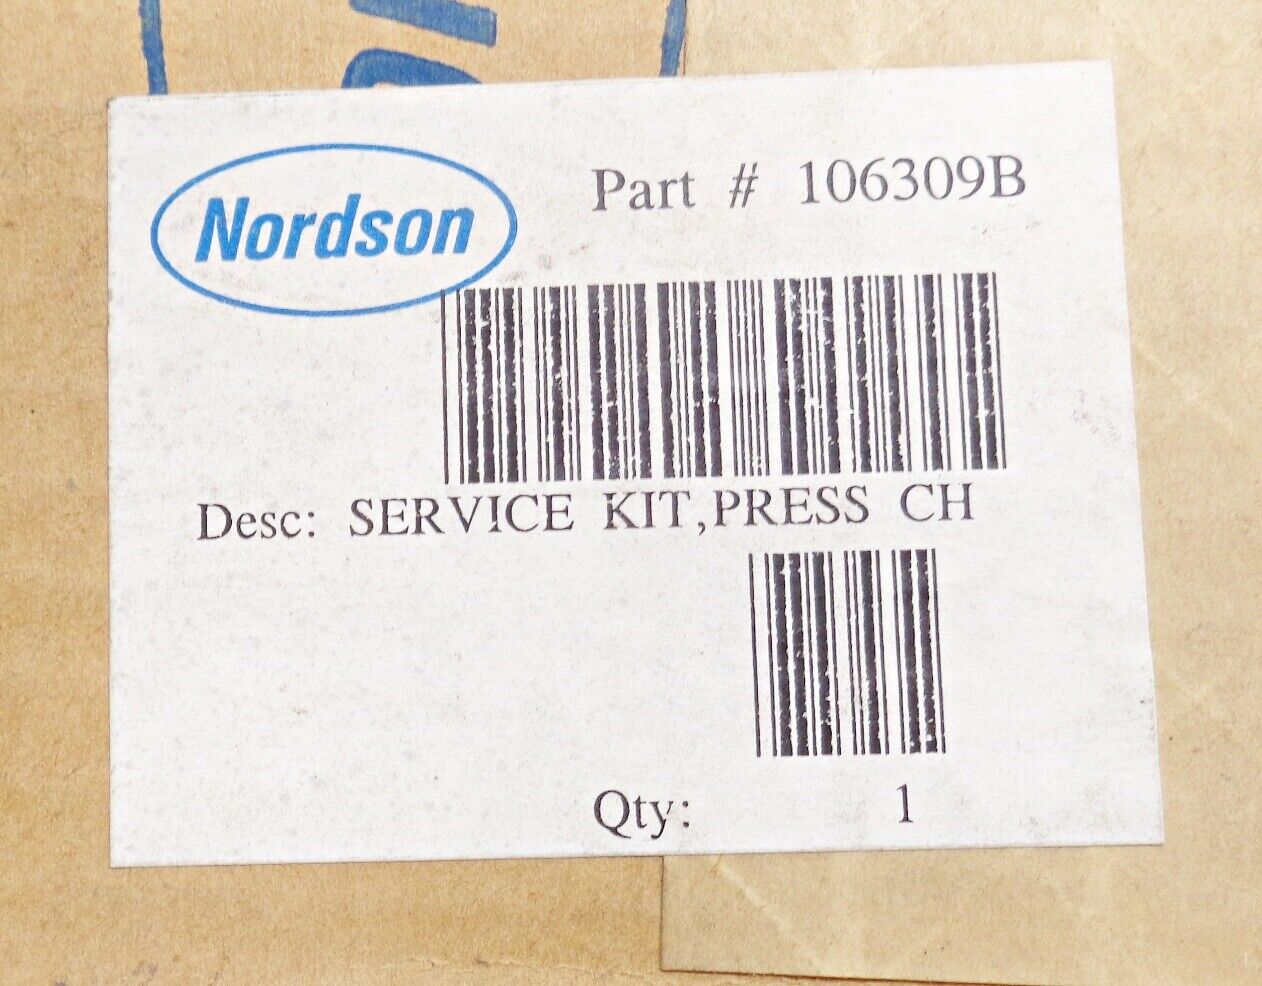 Nordson
Part # 106309B
Desc: SERVICE KIT,PRESS CH
Qty: 1